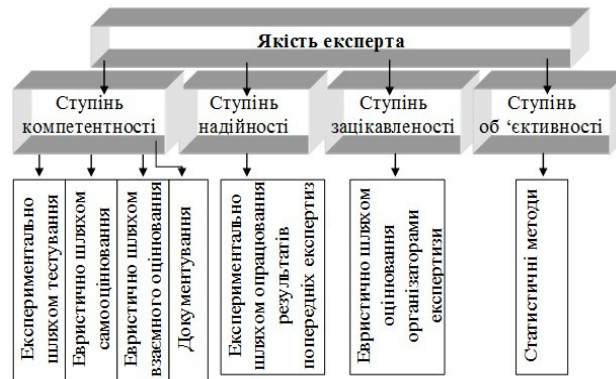 Якість експерта
Ступінь
компетентності
Ступінь
надійності
Ступінь
зацікавленості
Ступінь
об ‘єктивності
Експериментально
шляхом тестування
Евристично шляхом
самооцінювання
Евристично шляхом
взаємного оцінювання
Документування
Експериментально
шляхом опрацювання
результатів
попередніх експертиз
Евристично шляхом
оцінювання
організаторами
експертизи
Статистичні методи